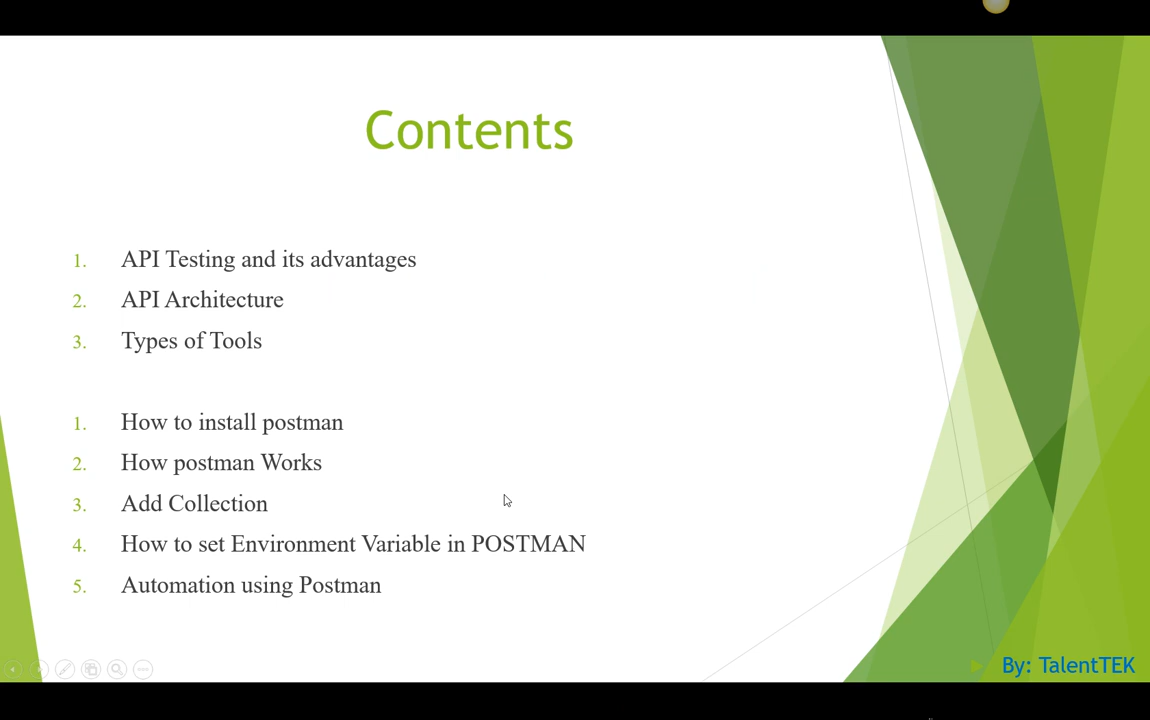 Contents
1. API Testing and its advantages
2. API Architecture
3. Types of Tools
1. How to install postman
2. How postman Works
3. Add Collection
4. How to set Environment Variable in POSTMAN
5. Automation using Postman
By: TalentTEK